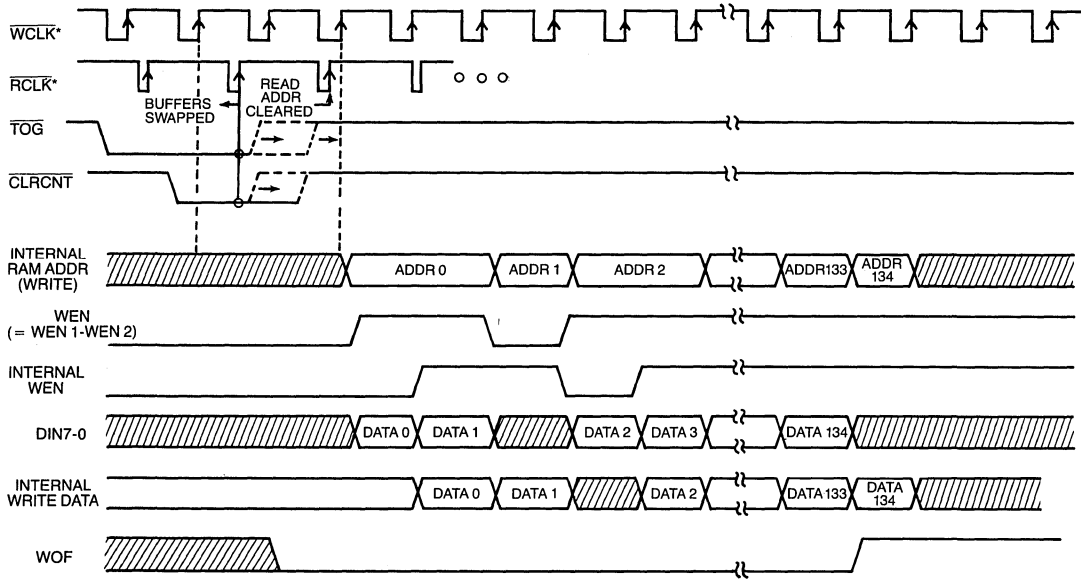 WCLK*
RCLK*
BUFFERS
SWAPPED
READ
ADDR
CLEARED
TOG
CLRCNT
INTERNAL
RAM ADDR
(WRITE)
ADDR 0
ADDR 1
ADDR 2
ADDR133
ADDR
134
WEN
(= WEN 1-WEN 2)
INTERNAL
WEN
DIN7-0
DATA 0
DATA 1
DATA 2
DATA 3
DATA 134
INTERNAL
WRITE DATA
DATA 0
DATA 1
DATA 2
DATA 133
DATA
134
WOF